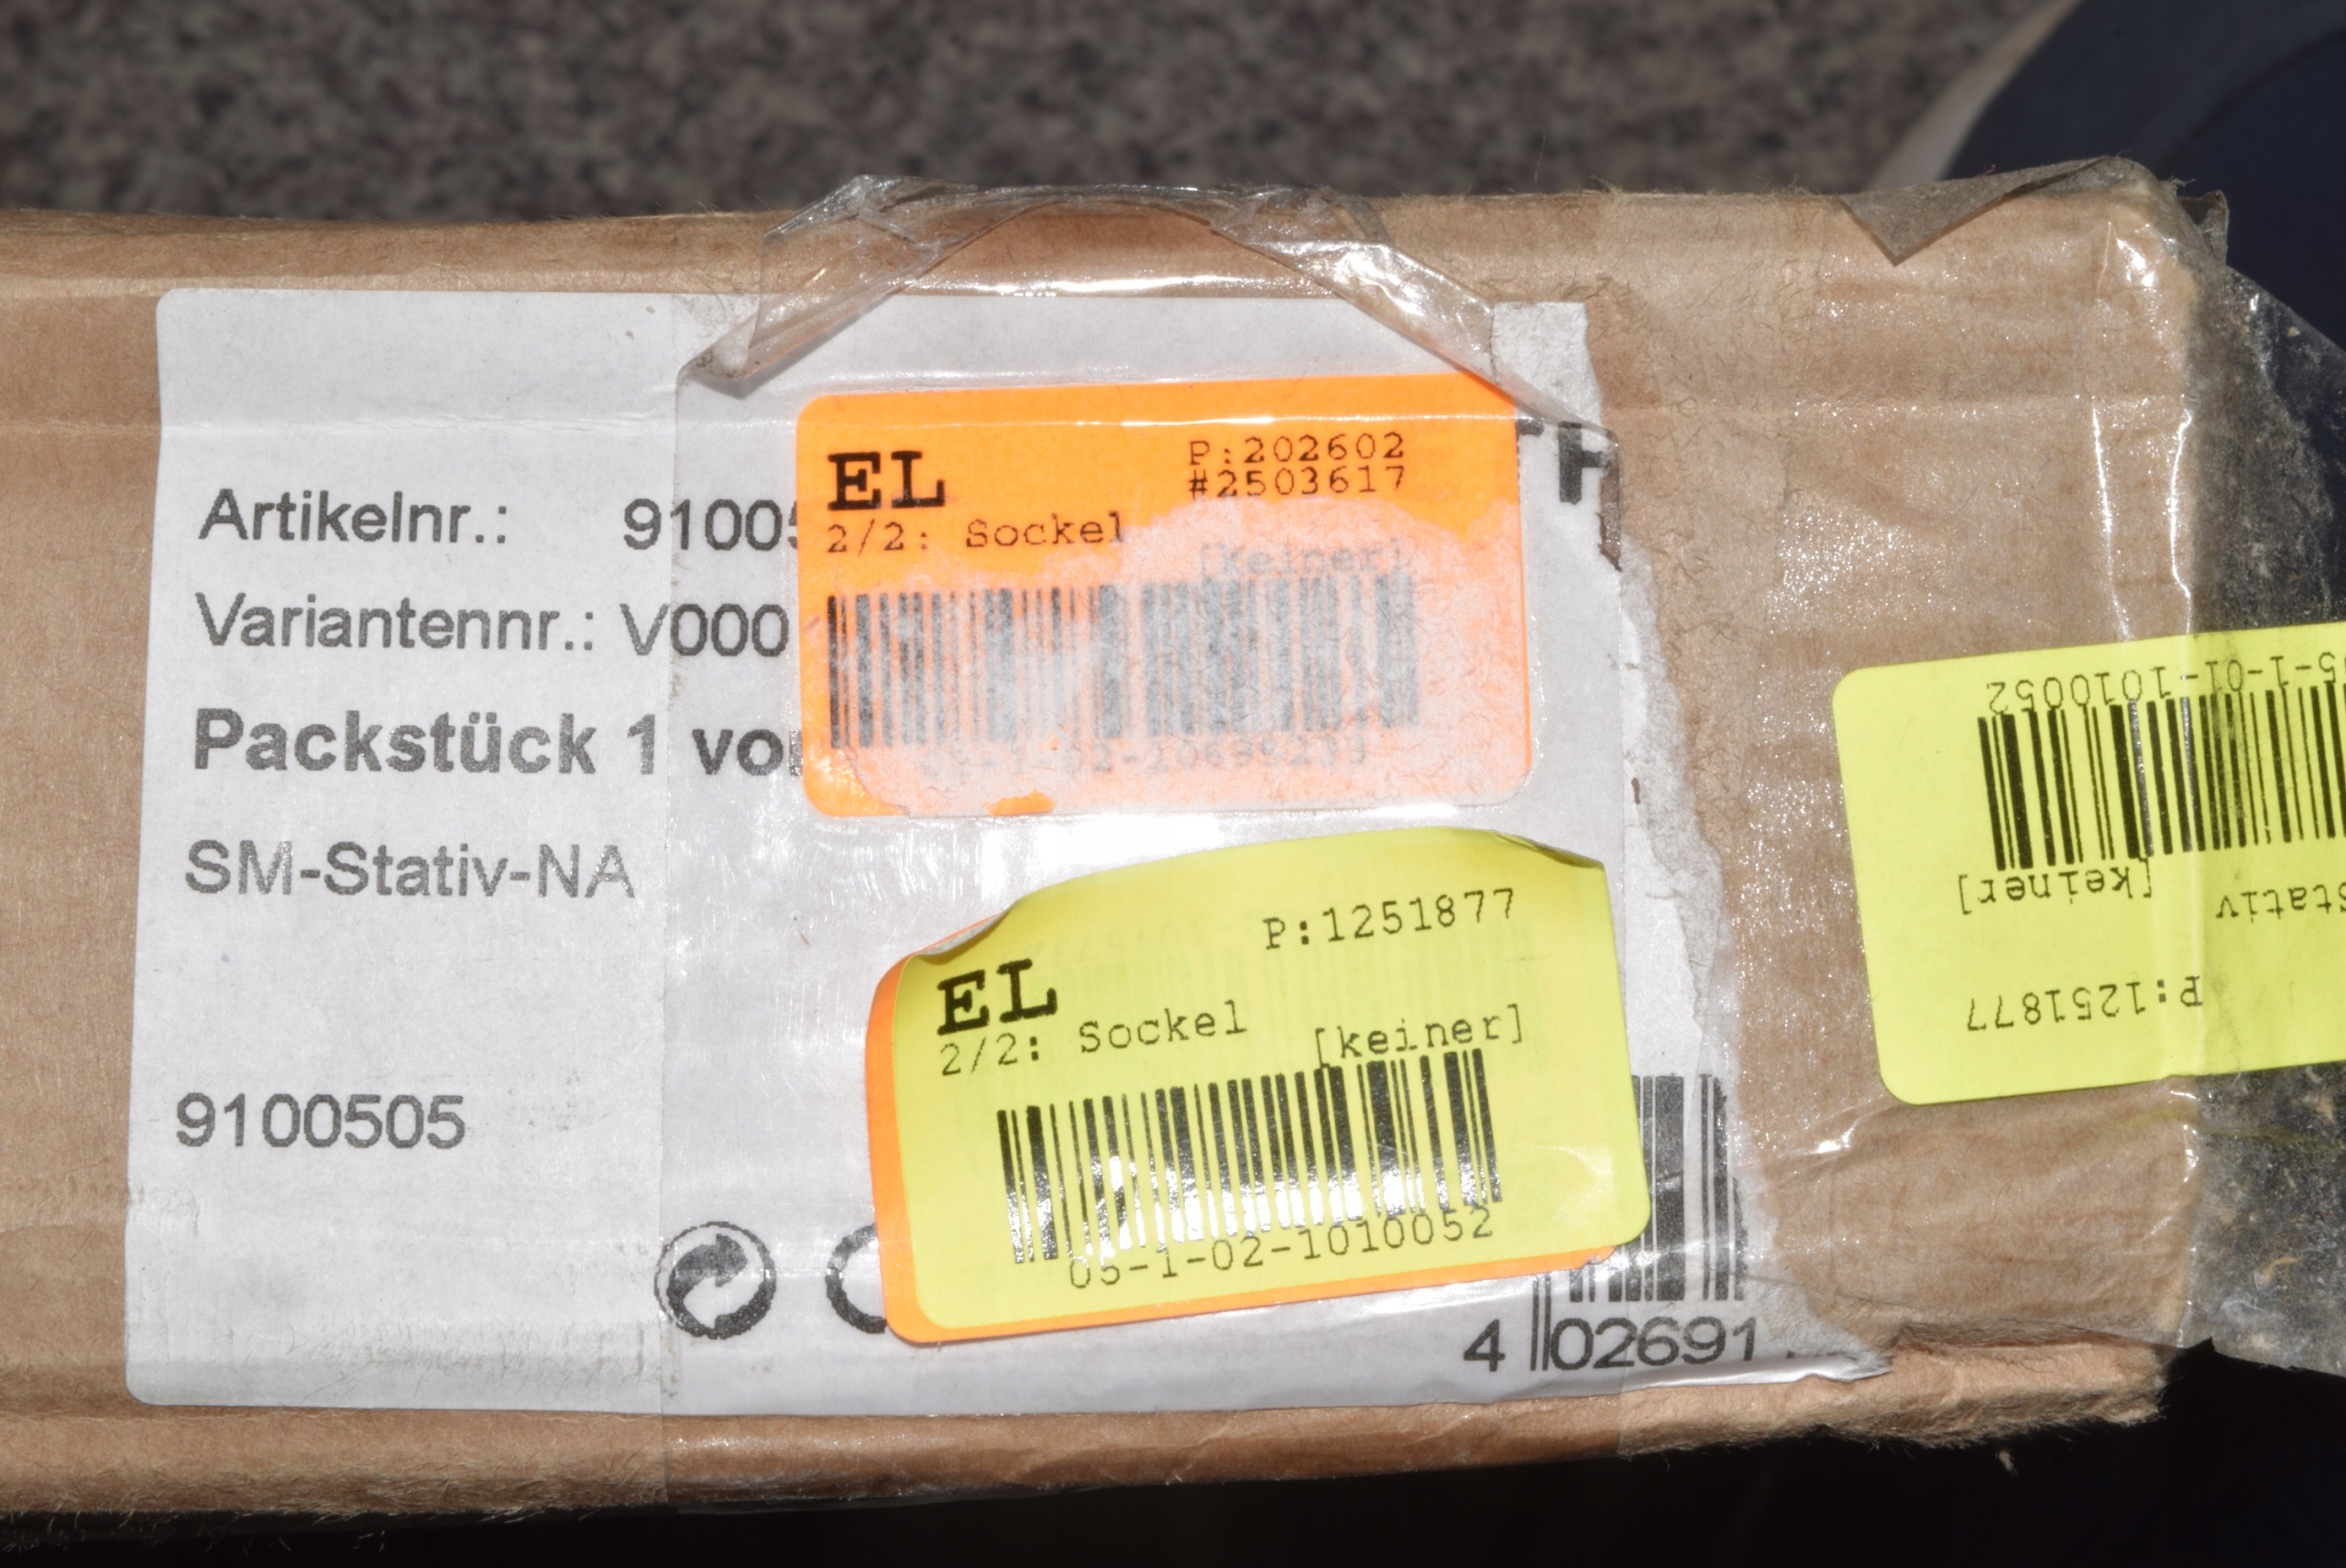 Artikelnr.: 9100
Variantennr.: V000
Packstück 1 vo
SM-Stativ-NA
9100505
EL
P:202602
#2503617
2/2: Sockel
[keiner]
P:1251877
EL
2/2: Sockel
[keiner]
05-1-02-1010052
4 02691
P:1251877
Stativ
[keiner]
5-1-01-1010052